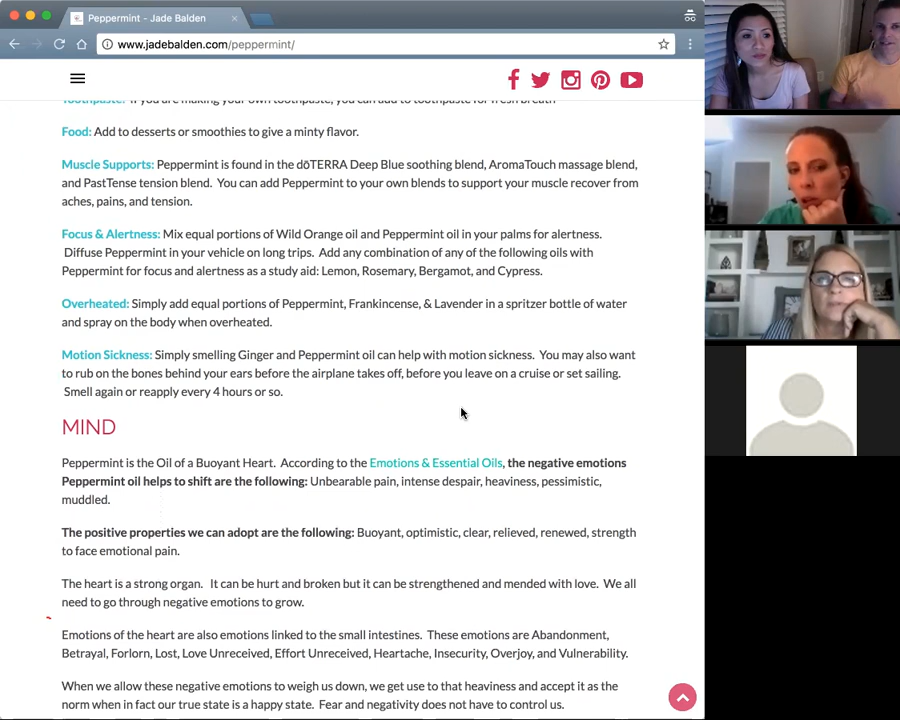 Peppermint - Jade Balden
www.jadebalden.com/peppermint/
Toothpaste: If you are making your own toothpaste, you can add to toothpaste for fresh breath
Food: Add to desserts or smoothies to give a minty flavor.
Muscle Supports: Peppermint is found in the dōTERRA Deep Blue soothing blend, AromaTouch massage blend,
and PastTense tension blend. You can add Peppermint to your own blends to support your muscle recover from
aches, pains, and tension.
Focus & Alertness: Mix equal portions of Wild Orange oil and Peppermint oil in your palms for alertness.
Diffuse Peppermint in your vehicle on long trips. Add any combination of any of the following oils with
Peppermint for focus and alertness as a study aid: Lemon, Rosemary, Bergamot, and Cypress.
Overheated: Simply add equal portions of Peppermint, Frankincense, & Lavender in a spritzer bottle of water
and spray on the body when overheated.
Motion Sickness: Simply smelling Ginger and Peppermint oil can help with motion sickness. You may also want
to rub on the bones behind your ears before the airplane takes off, before you leave on a cruise or set sailing.
Smell again or reapply every 4 hours or so.
MIND
Peppermint is the Oil of a Buoyant Heart. According to the Emotions & Essential Oils, the negative emotions
Peppermint oil helps to shift are the following: Unbearable pain, intense despair, heaviness, pessimistic,
muddled.
The positive properties we can adopt are the following: Buoyant, optimistic, clear, relieved, renewed, strength
to face emotional pain.
The heart is a strong organ. It can be hurt and broken but it can be strengthened and mended with love. We all
need to go through negative emotions to grow.
Emotions of the heart are also emotions linked to the small intestines. These emotions are Abandonment,
Betrayal, Forlorn, Lost, Love Unreceived, Effort Unreceived, Heartache, Insecurity, Overjoy, and Vulnerability.
When we allow these negative emotions to weigh us down, we get use to that heaviness and accept it as the
norm when in fact our true state is a happy state. Fear and negativity does not have to control us.